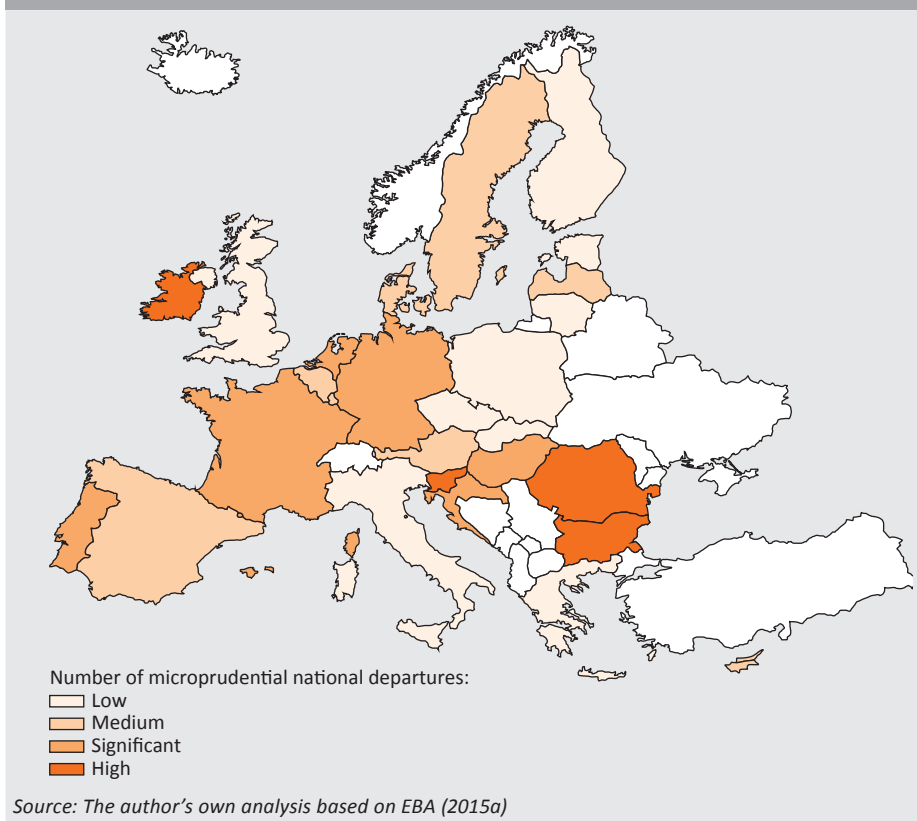 Number of microprudential national departures:
Low
Medium
Significant
High
Source: The author's own analysis based on EBA (2015a)